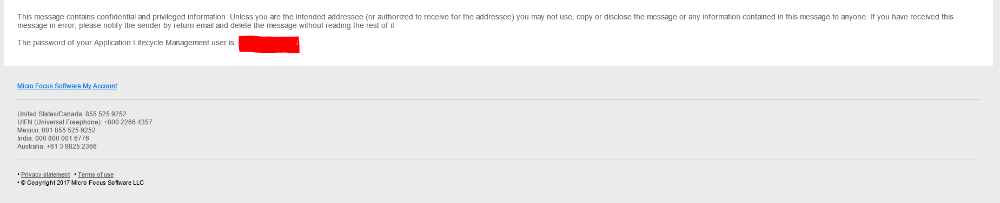 This message contains confidential and privileged information. Unless you are the intended addressee (or authorized to receive for the addressee) you may not use, copy or disclose the message or any information contained in this message to anyone. If you have received this
message in error, please notify the sender by return email and delete the message without reading the rest of it
The password of your Application Lifecycle Management user is:
Micro Focus Software My Account
United States/Canada: 855 525 9252
UIFN (Universal Freephone): +800 2266 4357
Mexico: 001 855 525 9252
India: 000 800 001 6776
Australia: +61 3 9825 2366
• Privacy statement • Terms of use
• © Copyright 2017 Micro Focus Software LLC